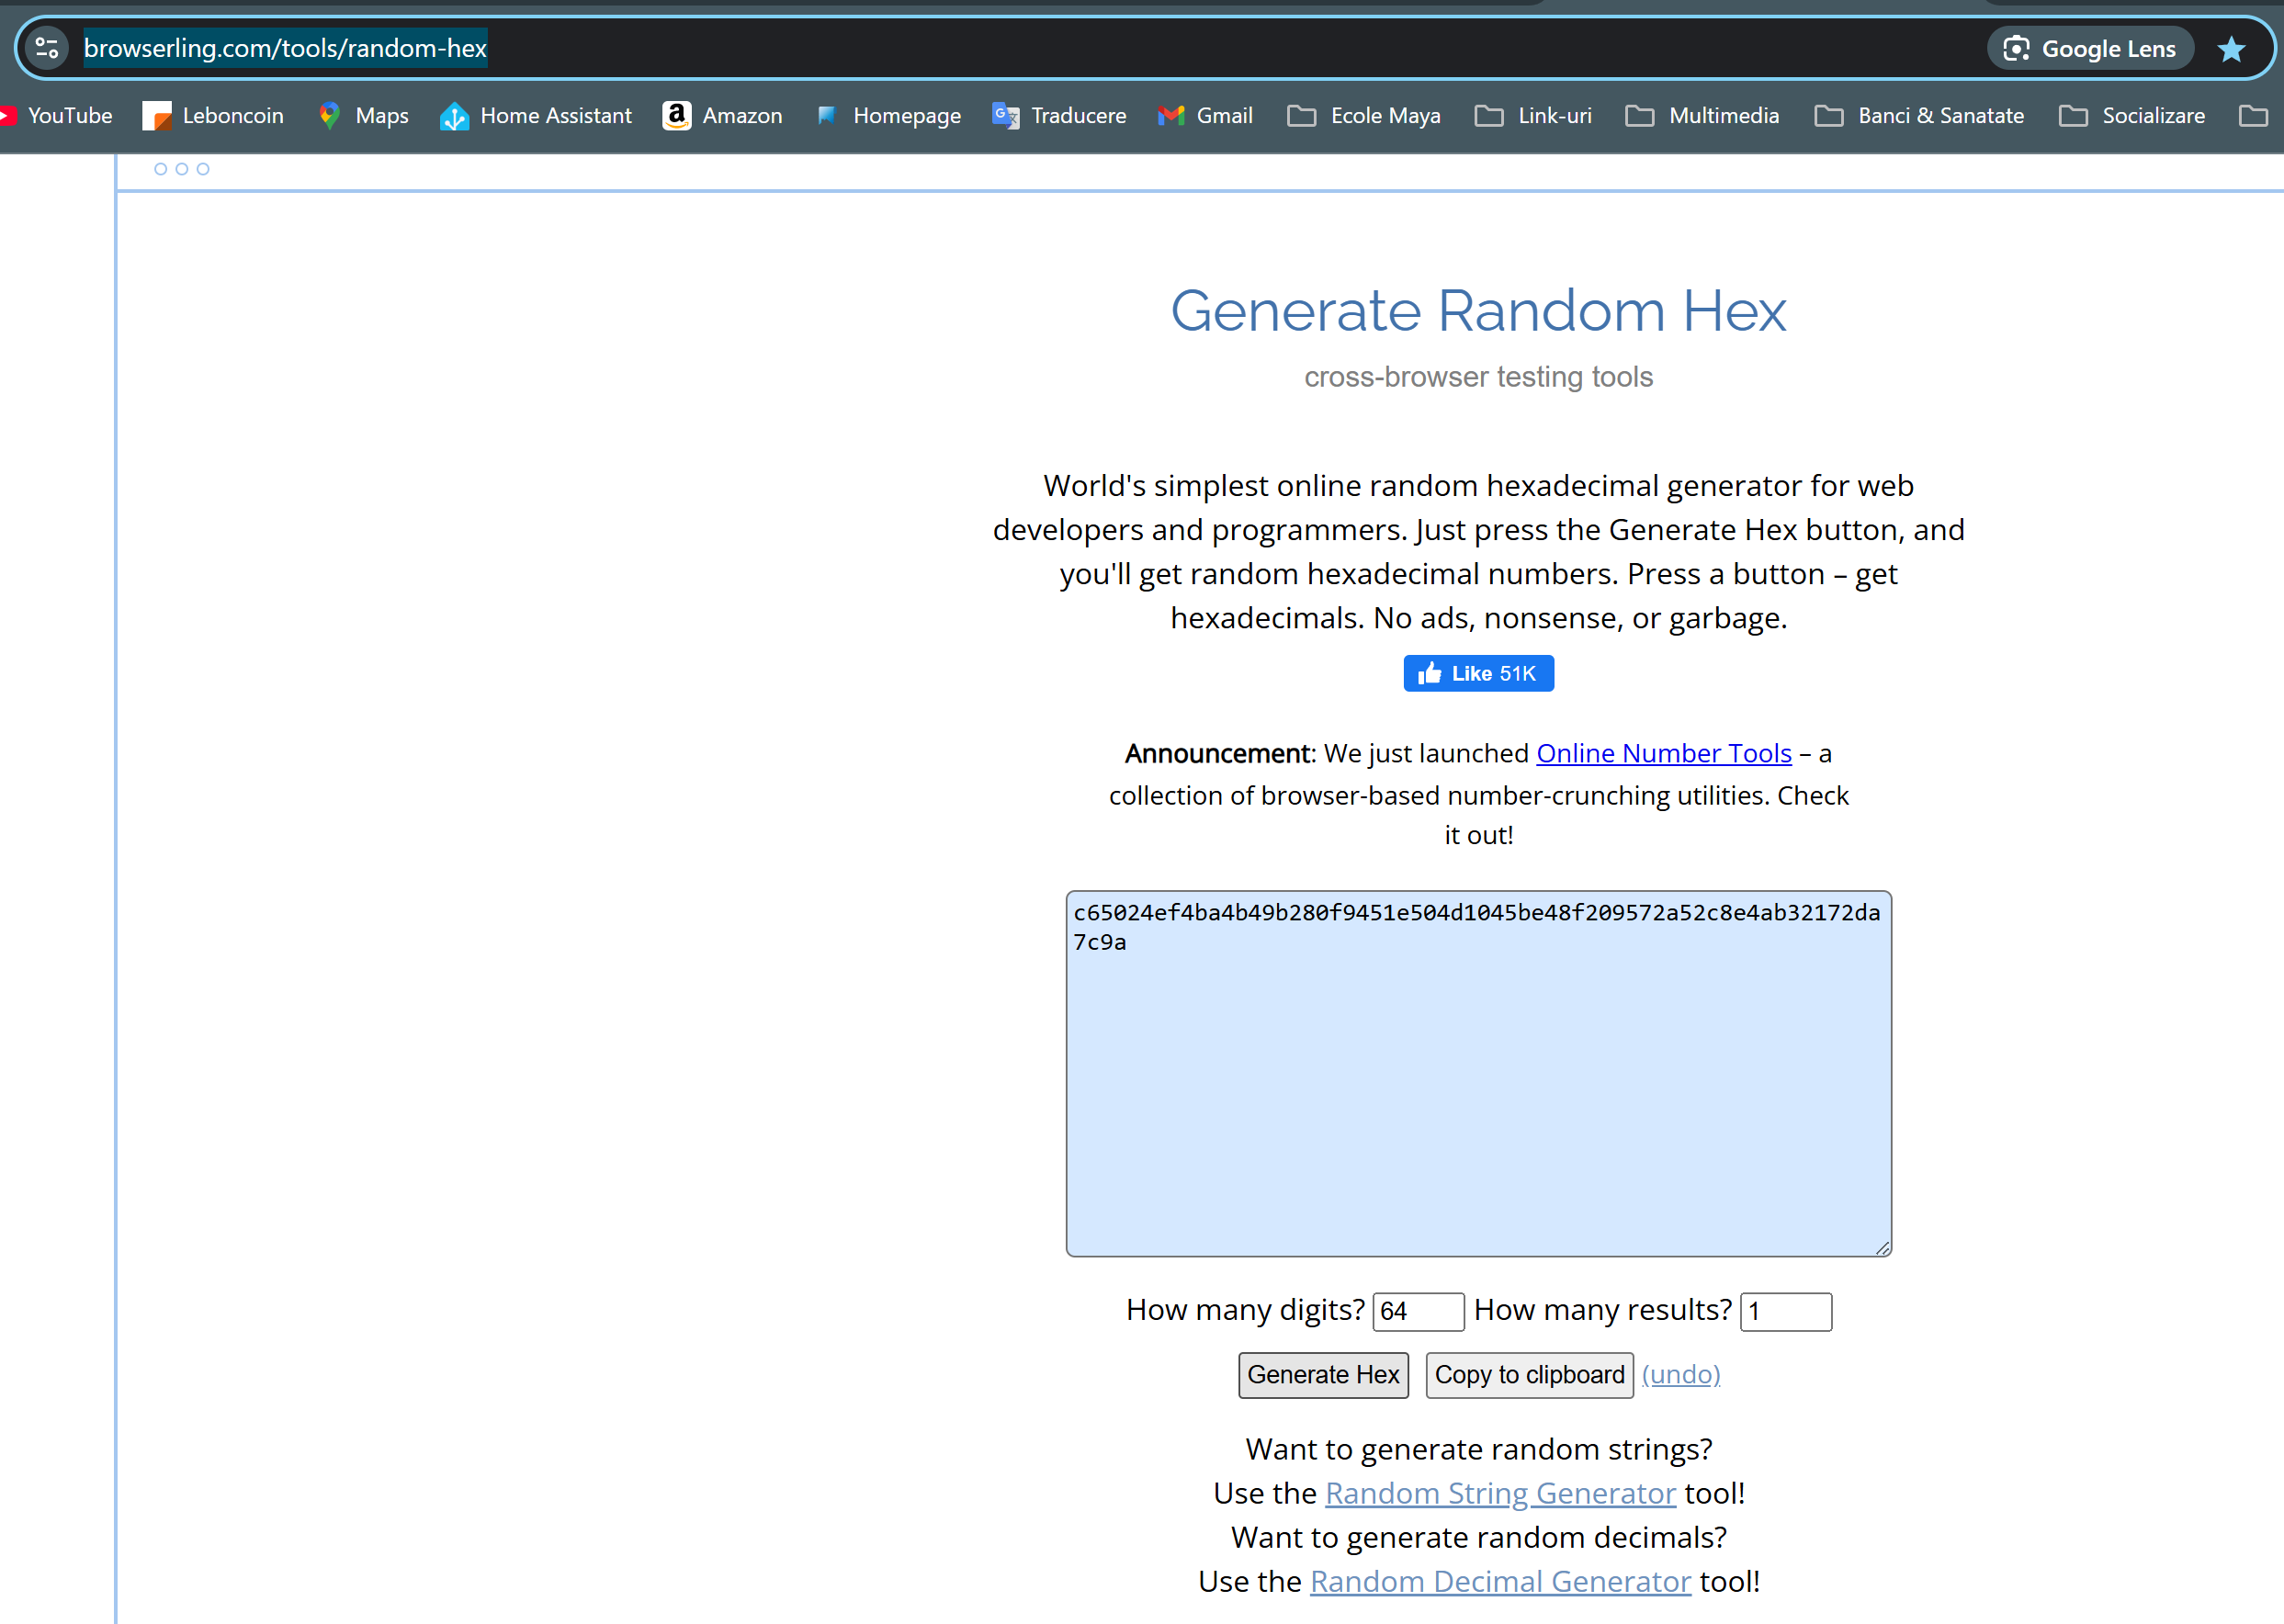 browserling.com/tools/random-hex
Google Lens
YouTube Leboncoin Maps Home Assistant Amazon Homepage Traducere Gmail Ecole Maya Link-uri Multimedia Banci & Sanatate Socializare
Generate Random Hex
cross-browser testing tools
World's simplest online random hexadecimal generator for web
developers and programmers. Just press the Generate Hex button, and
you'll get random hexadecimal numbers. Press a button – get
hexadecimals. No ads, nonsense, or garbage.
Like 51K
Announcement: We just launched Online Number Tools – a
collection of browser-based number-crunching utilities. Check
it out!
c65024ef4ba4b49b280f9451e504d1045be48f209572a52c8e4ab32172da
7c9a
How many digits? 64 How many results? 1
Generate Hex Copy to clipboard (undo)
Want to generate random strings?
Use the Random String Generator tool!
Want to generate random decimals?
Use the Random Decimal Generator tool!